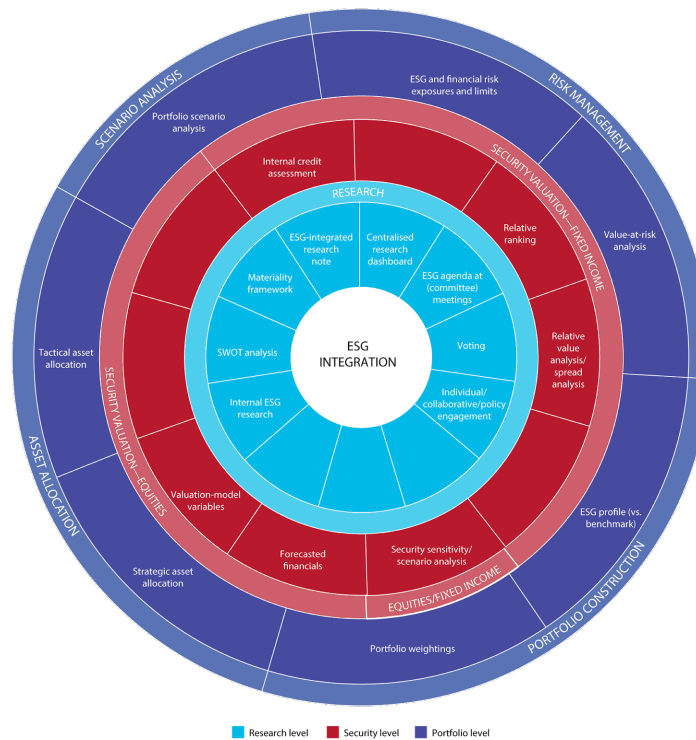 SCENARIO ANALYSIS
RISK MANAGEMENT
ESG and financial risk
exposures and limits
Portfolio scenario
analysis
Value-at-risk
analysis
SECURITY VALUATION—FIXED INCOME
Internal credit
assessment
Relative
ranking
Relative
value
analysis/
spread
analysis
RESEARCH
ESG-integrated
research
note
Centralised
research
dashboard
Materiality
framework
ESG agenda at
(committee)
meetings
SWOT analysis
Voting
Internal ESG
research
Individual/
collaborative/policy
engagement
ESG
INTEGRATION
Tactical asset
allocation
SECURITY VALUATION—EQUITIES
ASSET ALLOCATION
Valuation-model
variables
Forecasted
financials
Security sensitivity/
scenario analysis
EQUITIES/FIXED INCOME
ESG profile (vs.
benchmark)
Strategic asset
allocation
Portfolio weightings
PORTFOLIO CONSTRUCTION
Research level
Security level
Portfolio level